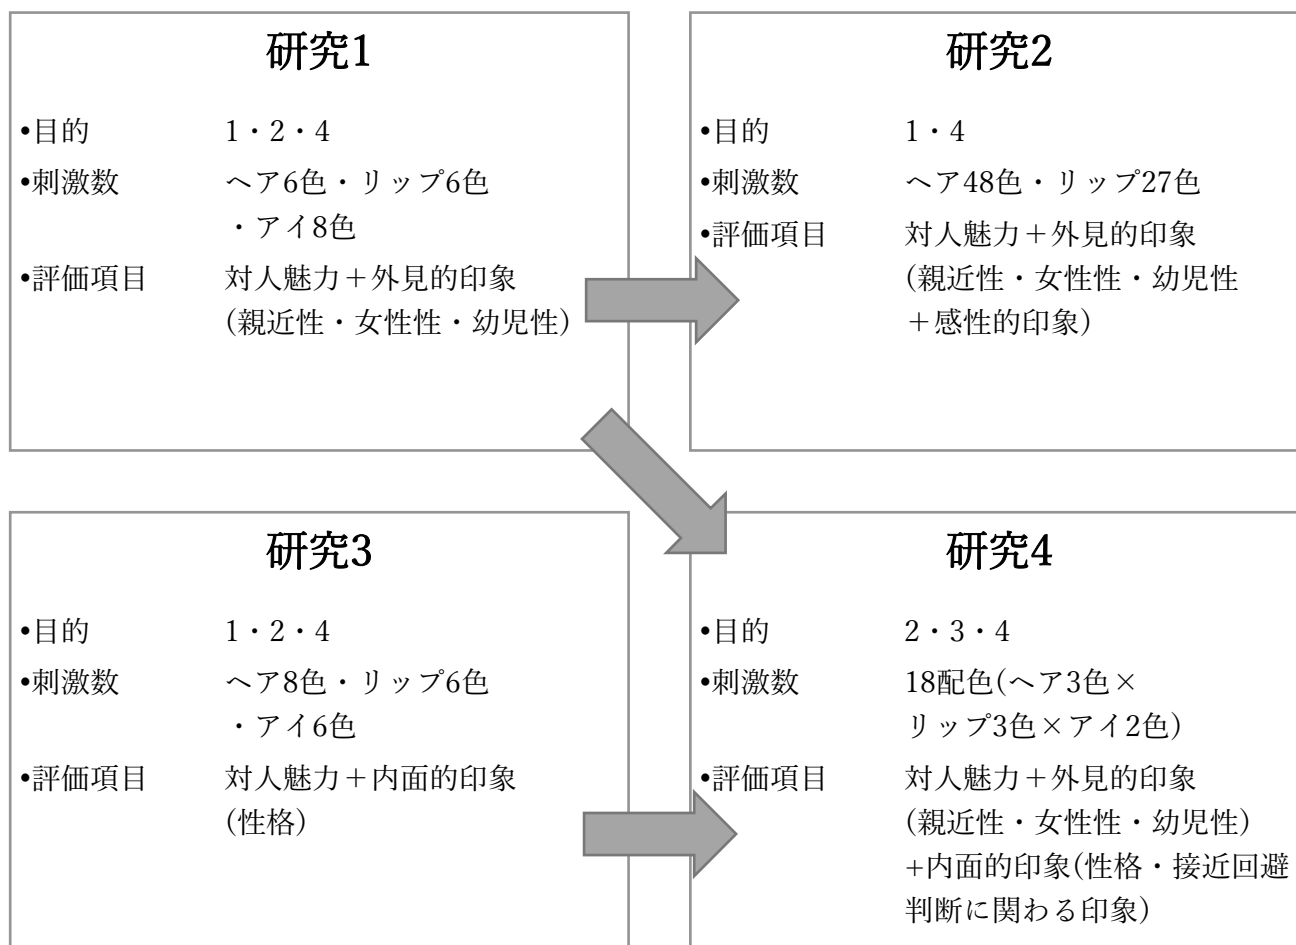 研究1
•目的 1・2・4
•刺激数 ヘア6色・リップ6色
・アイ8色
•評価項目 対人魅力＋外見的印象
(親近性・女性性・幼児性)
研究2
•目的 1・4
•刺激数 ヘア48色・リップ27色
•評価項目 対人魅力＋外見的印象
(親近性・女性性・幼児性
＋感性的印象)
研究3
•目的 1・2・4
•刺激数 ヘア8色・リップ6色
・アイ6色
•評価項目 対人魅力＋内面的印象
(性格)
研究4
•目的 2・3・4
•刺激数 18配色(ヘア3色×
リップ3色×アイ2色)
•評価項目 対人魅力＋外見的印象
(親近性・女性性・幼児性)
+内面的印象(性格・接近回避
判断に関わる印象)